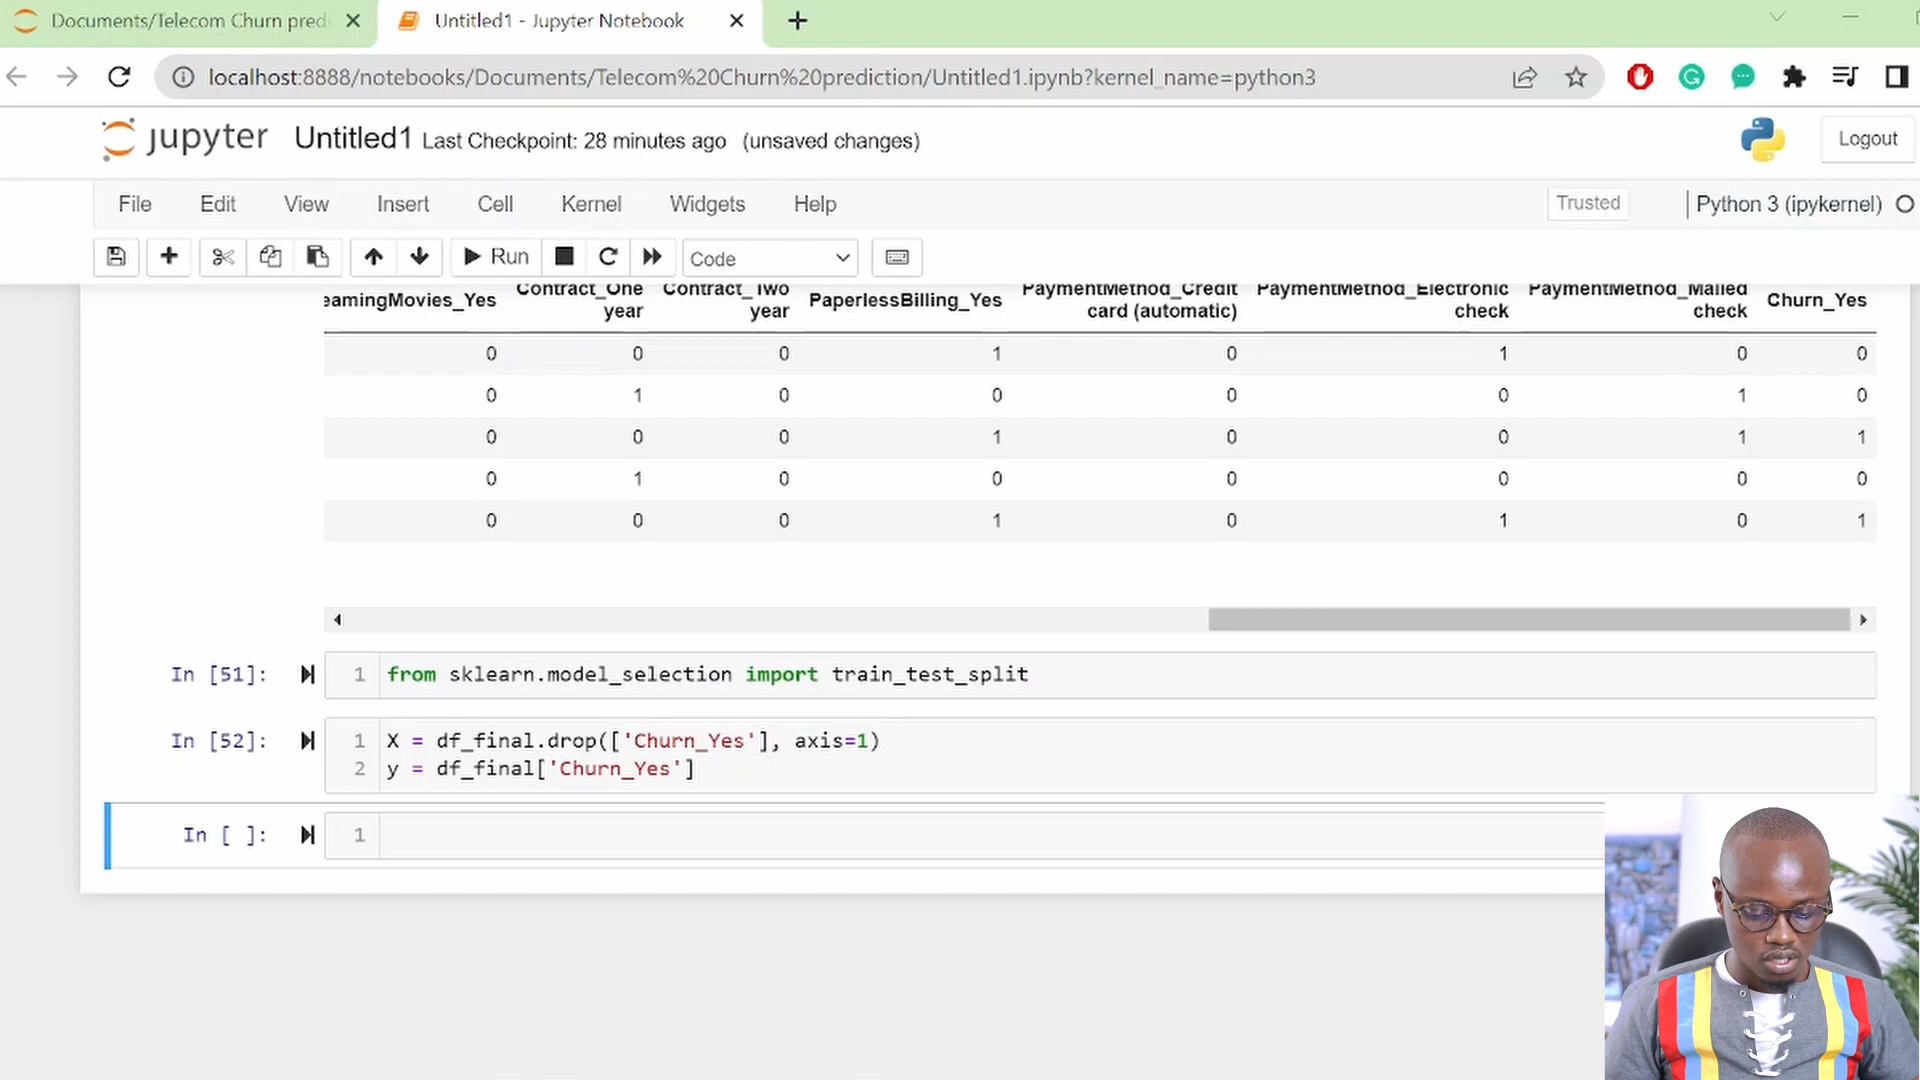 Documents/Telecom Churn pred
Untitled1 - Jupyter Notebook
localhost:8888/notebooks/Documents/Telecom%20Churn%20prediction/Untitled1.ipynb?kernel_name=python3
jupyter Untitled1 Last Checkpoint: 28 minutes ago (unsaved changes)
Logout
File Edit View Insert Cell Kernel Widgets Help
Trusted
Python 3 (ipykernel)
Run
Code
eamingMovies_Yes Contract_One year Contract_Two year PaperlessBilling_Yes PaymentMethod_Credit card (automatic) PaymentMethod_Electronic check PaymentMethod_Mailed check Churn_Yes
0 0 0 1 0 1 0 0
0 1 0 0 0 0 1 0
0 0 0 1 0 0 1 1
0 1 0 0 0 0 0 0
0 0 0 1 0 1 0 1
In [51]:
1 from sklearn.model_selection import train_test_split
In [52]:
1 X = df_final.drop(['Churn_Yes'], axis=1)
2 y = df_final['Churn_Yes']
In [ ]:
1